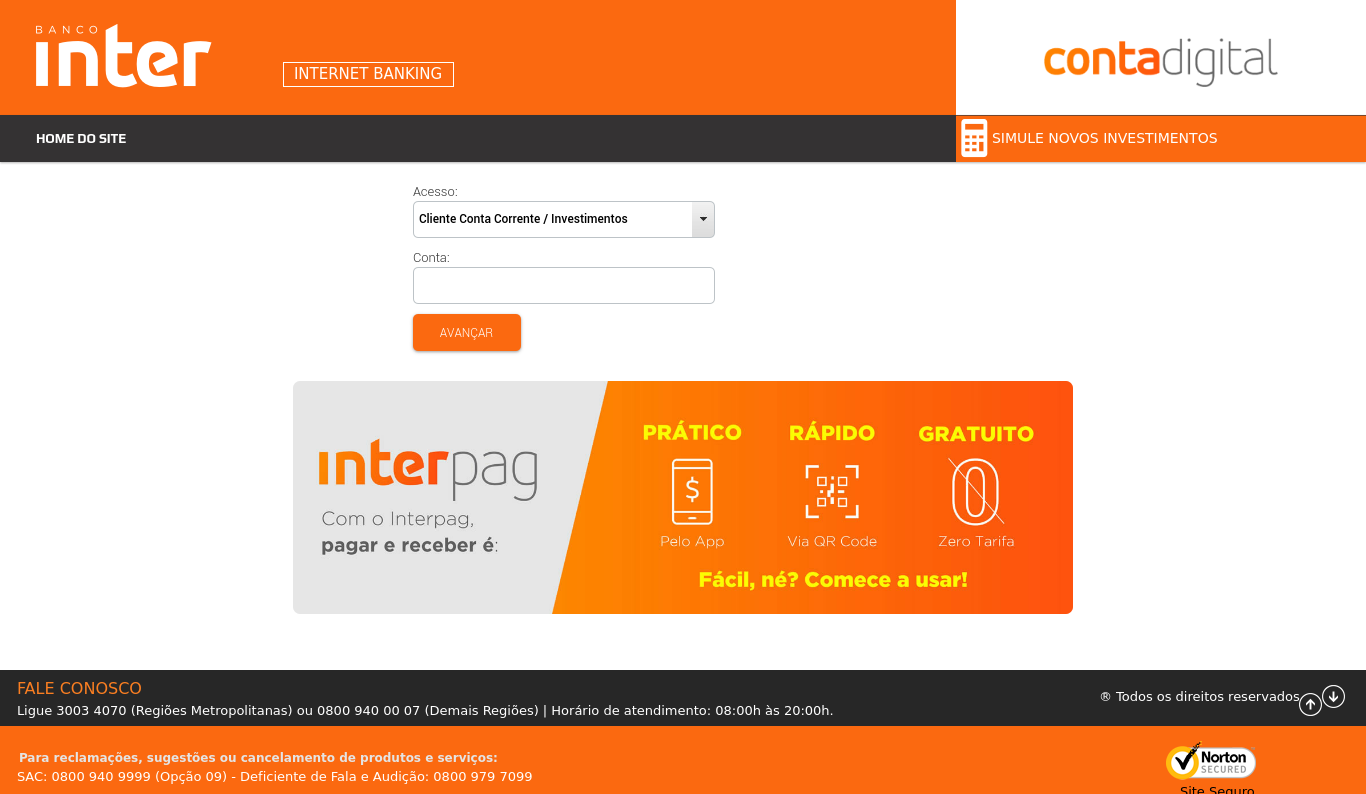 BANCO
inter
INTERNET BANKING
contadigital
HOME DO SITE
SIMULE NOVOS INVESTIMENTOS
Acesso:
Cliente Conta Corrente / Investimentos
Conta:
AVANÇAR
interpag
Com o Interpag,
pagar e receber é:
PRÁTICO
RÁPIDO
GRATUITO
$
0
Pelo App
Via QR Code
Zero Tarifa
Fácil, né? Comece a usar!
FALE CONOSCO
Ligue 3003 4070 (Regiões Metropolitanas) ou 0800 940 00 07 (Demais Regiões) | Horário de atendimento: 08:00h às 20:00h.
® Todos os direitos reservados
Para reclamações, sugestões ou cancelamento de produtos e serviços:
SAC: 0800 940 9999 (Opção 09) - Deficiente de Fala e Audição: 0800 979 7099
Norton
SECURED
Site Seguro